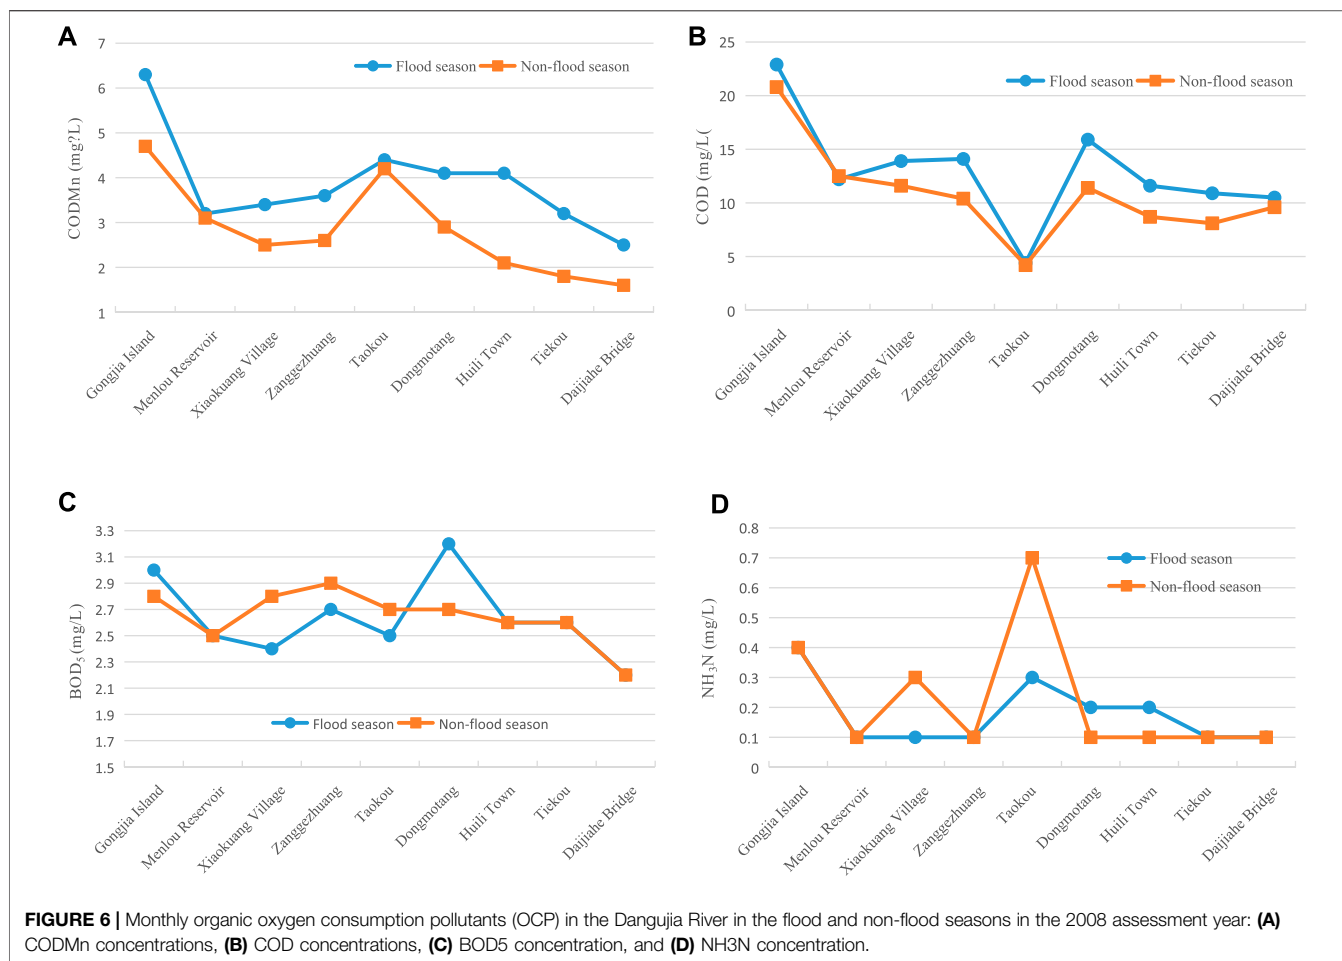 A
7
6
5
4
3
2
1
CODMn (mg?L)
Flood season
Non-flood season
Gongjia Island
Menlou Reservoir
Xiaokuang Village
Zanggezhuang
Taokou
Dongmotang
Huili Town
Tiekou
Daijiahe Bridge
B
25
20
15
10
5
0
COD (mg/L(
Flood season
Non-flood season
Gongjia Island
Menlou Reservoir
Xiaokuang Village
Zanggezhuang
Taokou
Dongmotang
Huili Town
Tiekou
Daijiahe Bridge
C
3.3
3.1
2.9
2.7
2.5
2.3
2.1
1.9
1.7
1.5
BOD5 (mg/L)
Flood season
Non-flood season
Gongjia Island
Menlou Reservoir
Xiaokuang Village
Zanggezhuang
Taokou
Dongmotang
Huili Town
Tiekou
Daijiahe Bridge
D
0.8
0.7
0.6
0.5
0.4
0.3
0.2
0.1
0
NH3N (mg/L)
Flood season
Non-flood season
Gongjia Island
Menlou Reservoir
Xiaokuang Village
Zanggezhuang
Taokou
Dongmotang
Huili Town
Tiekou
Daijiahe Bridge
FIGURE 6 | Monthly organic oxygen consumption pollutants (OCP) in the Dangujia River in the flood and non-flood seasons in the 2008 assessment year: (A)
CODMn concentrations, (B) COD concentrations, (C) BOD5 concentration, and (D) NH3N concentration.